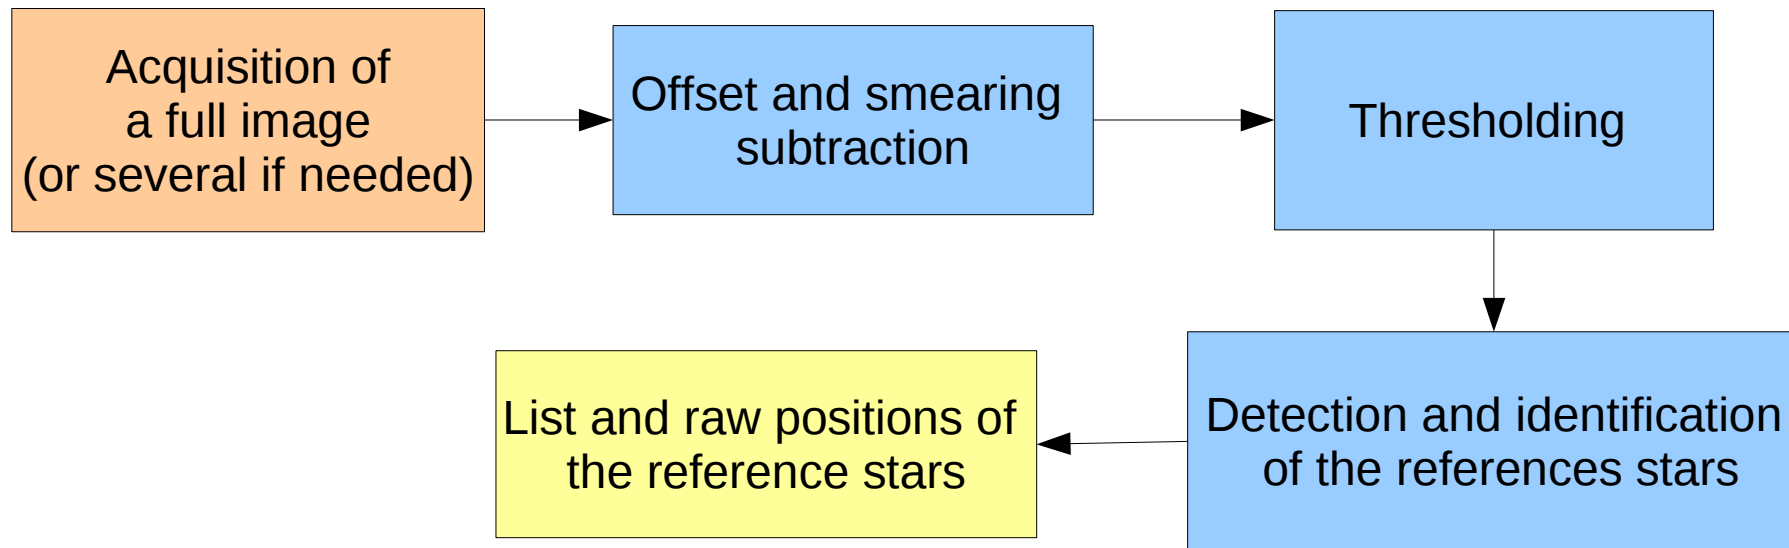 Acquisition of
a full image
(or several if needed)
Offset and smearing
subtraction
Thresholding
Detection and identification
of the references stars
List and raw positions of
the reference stars